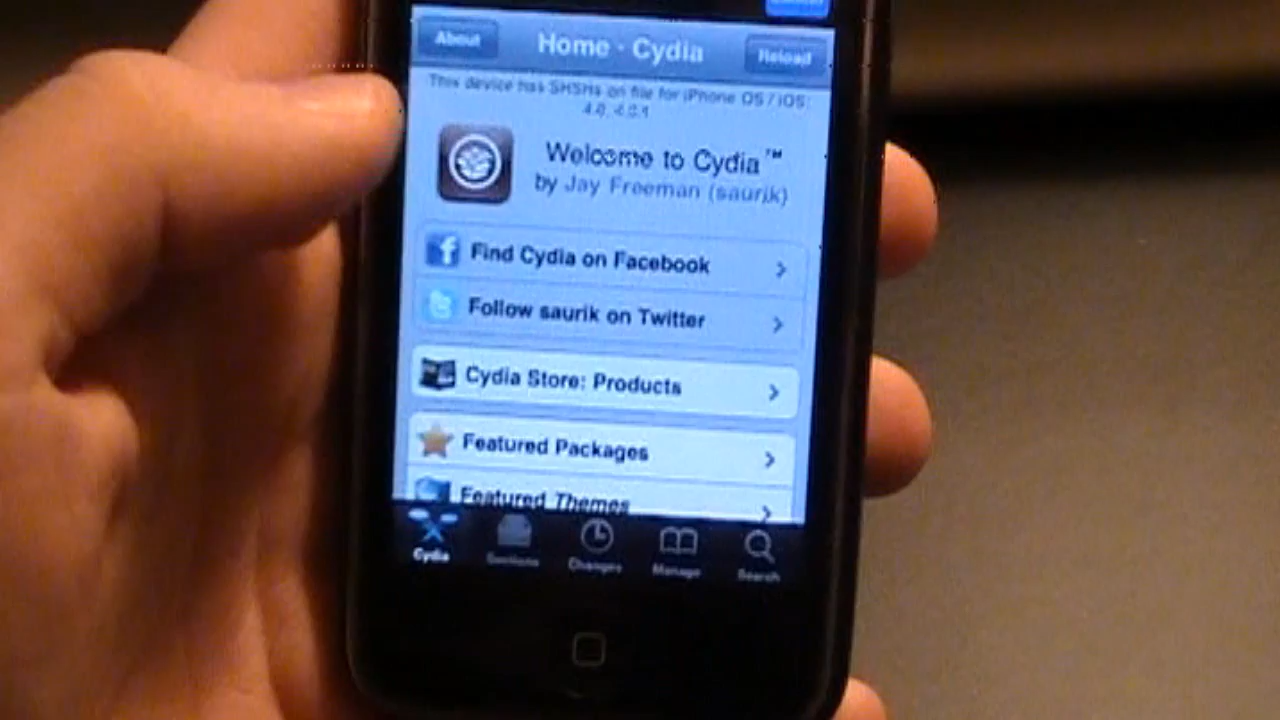 About
Home · Cydia
Reload
This device has SHSHs on file for iPhone OS / iOS:
4.0, 4.0.1
Welcome to Cydia™
by Jay Freeman (saurik)
Find Cydia on Facebook
Follow saurik on Twitter
Cydia Store: Products
Featured Packages
Featured Themes
Cydia
Sections
Changes
Manage
Search